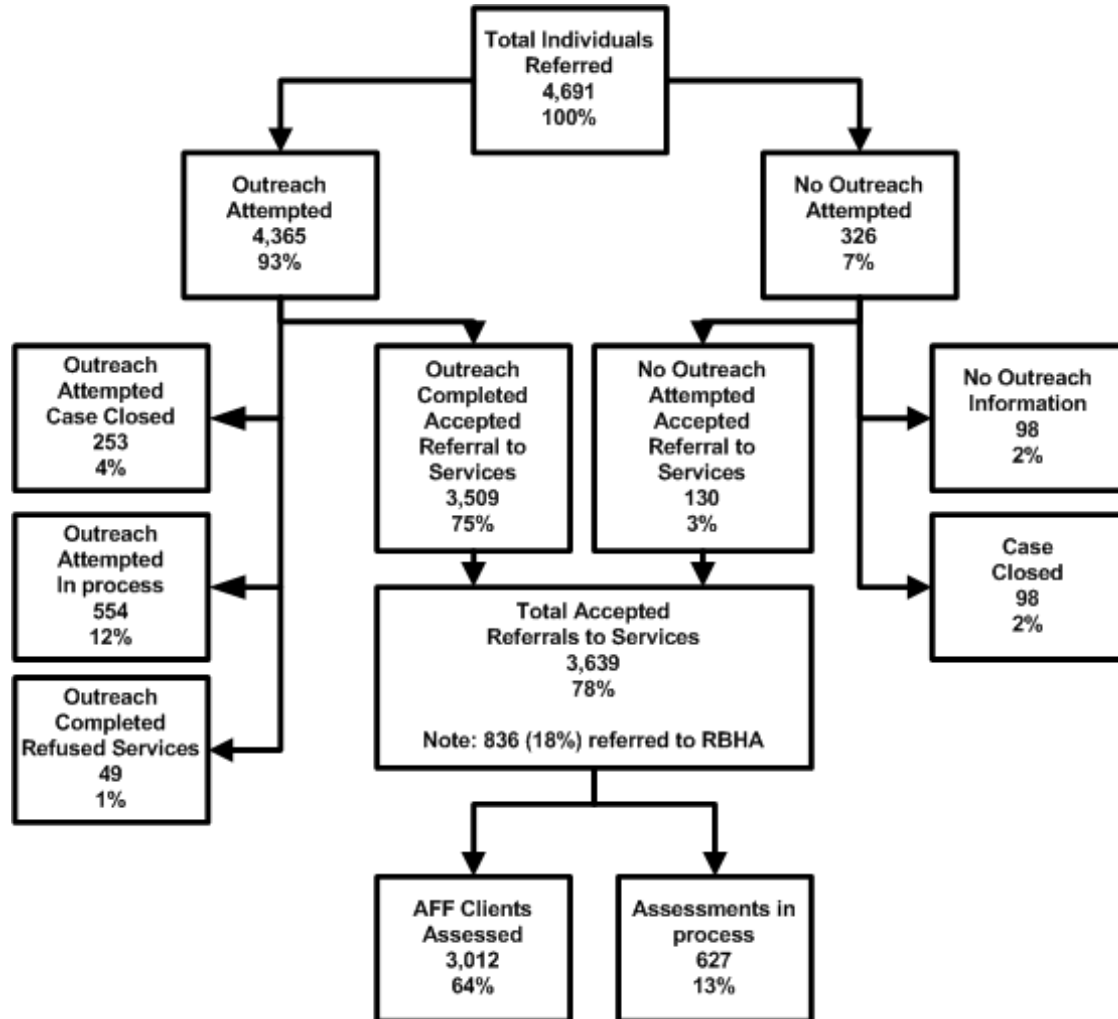 Total Individuals
Referred
4,691
100%
Outreach
Attempted
4,365
93%
No Outreach
Attempted
326
7%
Outreach
Attempted
Case Closed
253
4%
Outreach
Completed
Accepted
Referral to
Services
3,509
75%
No Outreach
Attempted
Accepted
Referral to
Services
130
3%
No Outreach
Information
98
2%
Outreach
Attempted
In process
554
12%
Case
Closed
98
2%
Total Accepted
Referrals to Services
3,639
78%
Note: 836 (18%) referred to RBHA
Outreach
Completed
Refused Services
49
1%
AFF Clients
Assessed
3,012
64%
Assessments in
process
627
13%